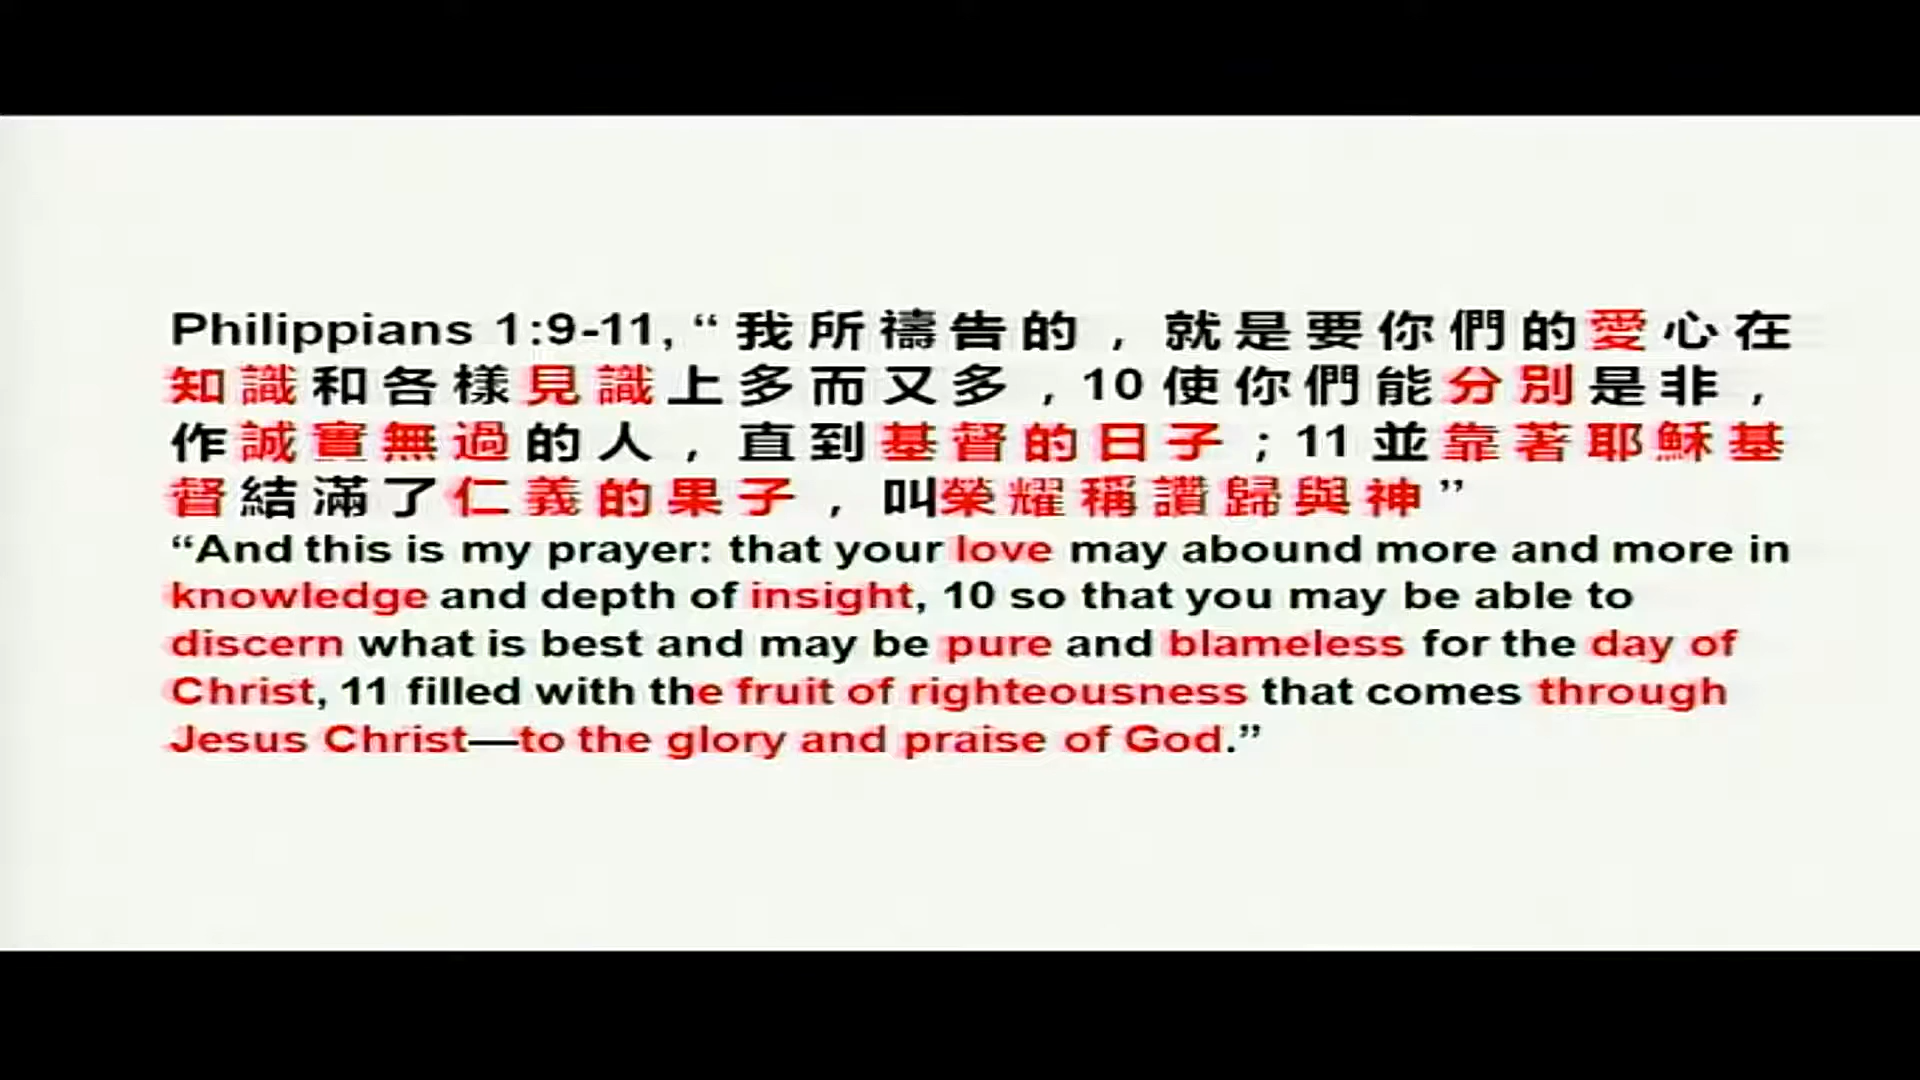 Philippians 1:9-11, “我所禱告的，就是要你們的愛心在
知識和各樣見識上多而又多，10使你們能分別是非，
作誠實無過的人，直到基督的日子；11並靠著耶穌基
督結滿了仁義的果子，叫榮耀稱讚歸與神”
“And this is my prayer: that your love may abound more and more in
knowledge and depth of insight, 10 so that you may be able to
discern what is best and may be pure and blameless for the day of
Christ, 11 filled with the fruit of righteousness that comes through
Jesus Christ—to the glory and praise of God.”